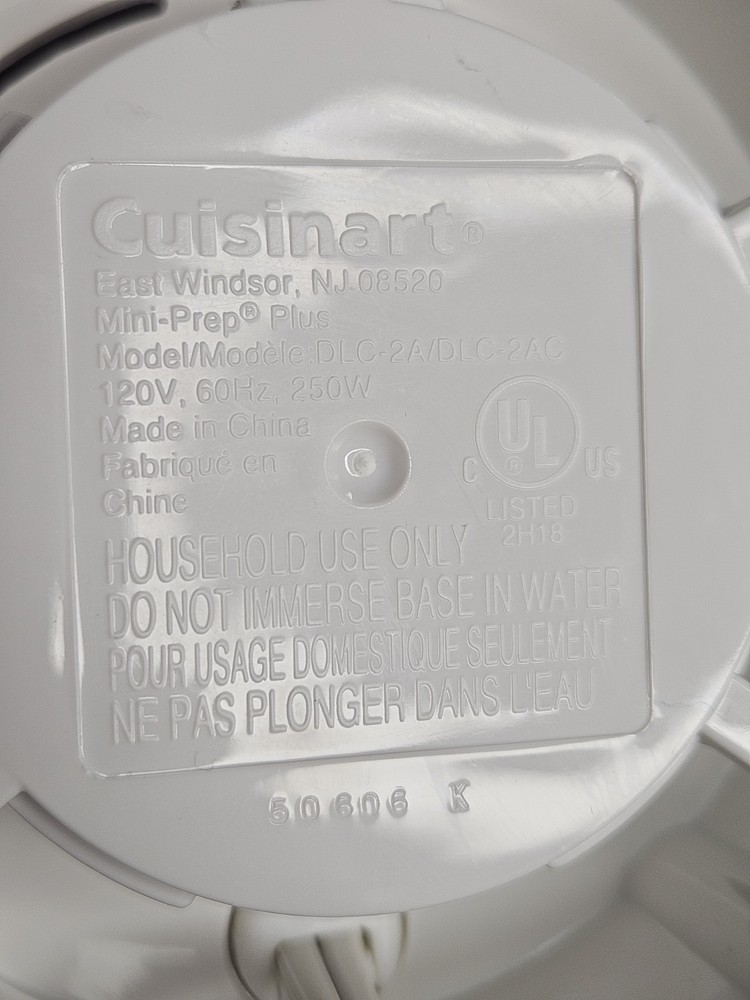 Cuisinart®
East Windsor, NJ 08520
Mini-Prep® Plus
Model/Modèle:DLC-2A/DLC-2AC
120V, 60Hz, 250W
Made in China
Fabriqué en
Chine
C UL® US
LISTED
2H18
HOUSEHOLD USE ONLY
DO NOT IMMERSE BASE IN WATER
POUR USAGE DOMESTIQUE SEULEMENT
NE PAS PLONGER DANS L'EAU
50606 K